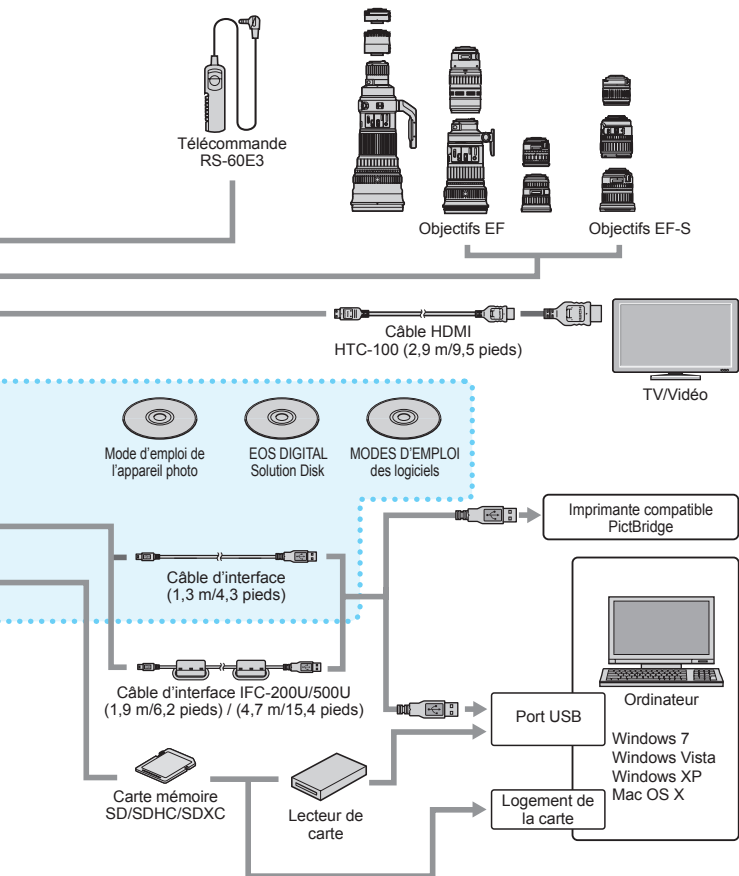 Télécommande
RS-60E3
Objectifs EF
Objectifs EF-S
Câble HDMI
HTC-100 (2,9 m/9,5 pieds)
TV/Vidéo
Mode d’emploi de
l’appareil photo
EOS DIGITAL
Solution Disk
MODES D’EMPLOI
des logiciels
Imprimante compatible
PictBridge
Câble d’interface
(1,3 m/4,3 pieds)
Câble d’interface IFC-200U/500U
(1,9 m/6,2 pieds) / (4,7 m/15,4 pieds)
Port USB
Ordinateur
Windows 7
Windows Vista
Windows XP
Mac OS X
Carte mémoire
SD/SDHC/SDXC
Lecteur de
carte
Logement de
la carte